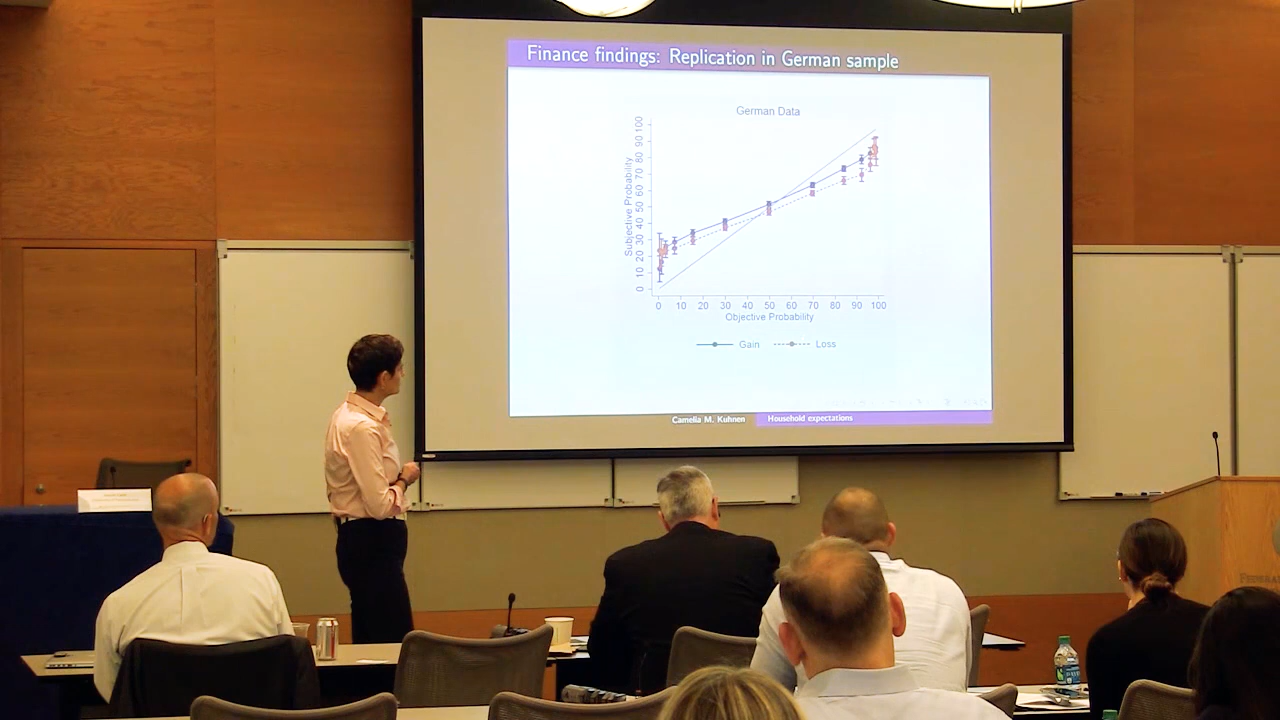 Finance findings: Replication in German sample
German Data
Subjective Probability
0 10 20 30 40 50 60 70 80 90 100
0 10 20 30 40 50 60 70 80 90 100
Objective Probability
Gain Loss
Camelia M. Kuhnen Household expectations